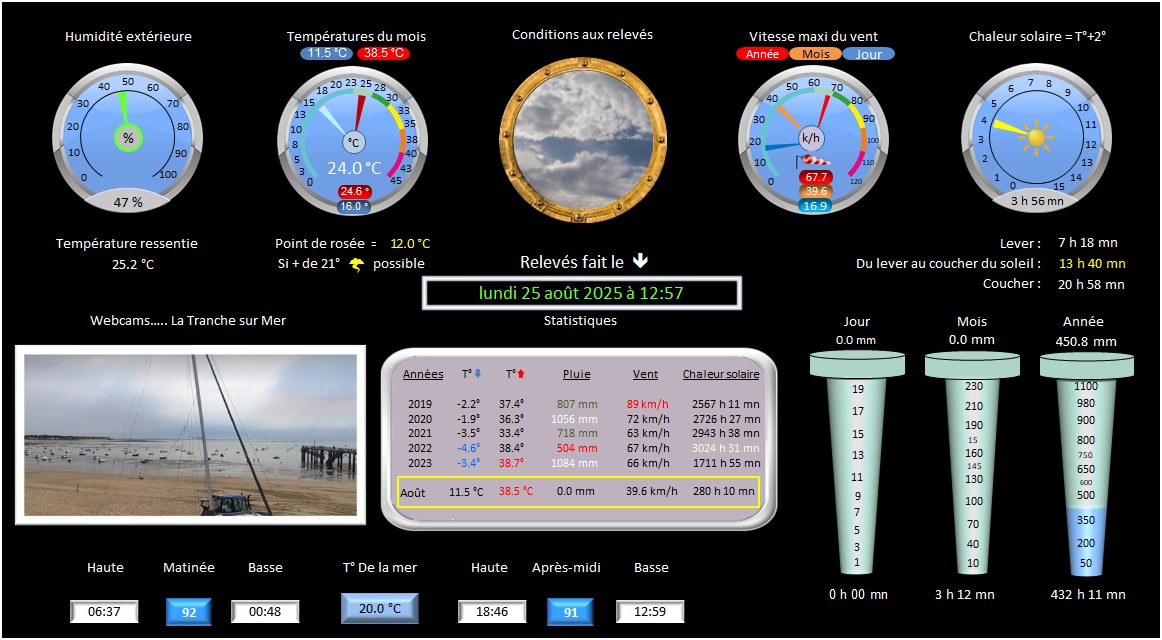 Humidité extérieure
Températures du mois
Conditions aux relevés
Vitesse maxi du vent
Chaleur solaire = T°+2°
11.5 °C 38.5 °C
Année Mois Jour
0 10 20 30 40 50 60 70 80 90 100
%
47 %
0 3 5 8 10 13 15 18 20 23 25 28 30 33 35 38 40 43 45
°C
24.0 °C
24.6 °
16.0 °
0 10 20 30 40 50 60 70 80 90 100 110 120
k/h
67.7
39.6
16.9
0 1 2 3 4 5 6 7 8 9 10 11 12 13 14 15
3 h 56 mn
Température ressentie
25.2 °C
Point de rosée = 12.0 °C
Si + de 21° possible
Relevés fait le
lundi 25 août 2025 à 12:57
Lever : 7 h 18 mn
Du lever au coucher du soleil : 13 h 40 mn
Coucher : 20 h 58 mn
Webcams..... La Tranche sur Mer
Statistiques
Années T° T° Pluie Vent Chaleur solaire
2019 -2.2° 37.4° 807 mm 89 km/h 2567 h 11 mn
2020 -1.9° 36.3° 1056 mm 72 km/h 2726 h 27 mn
2021 -3.5° 33.4° 718 mm 63 km/h 2943 h 38 mn
2022 -4.6° 38.4° 504 mm 67 km/h 3024 h 31 mn
2023 -3.4° 38.7° 1084 mm 66 km/h 1711 h 55 mn
Août 11.5 °C 38.5 °C 0.0 mm 39.6 km/h 280 h 10 mn
Jour Mois Année
0.0 mm 0.0 mm 450.8 mm
19
17
15
13
11
9
7
5
3
1
230
210
190
15
160
145
130
100
70
40
10
1100
980
900
800
750
650
600
500
350
200
50
0 h 00 mn 3 h 12 mn 432 h 11 mn
Haute Matinée Basse T° De la mer Haute Après-midi Basse
06:37 92 00:48 20.0 °C 18:46 91 12:59